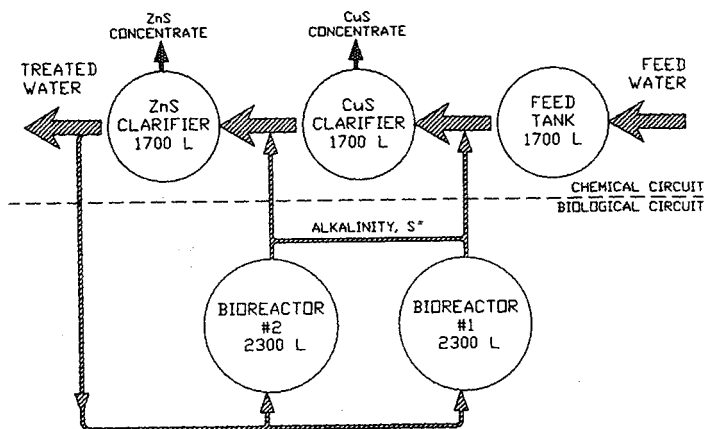 ZnS
CONCENTRATE
CuS
CONCENTRATE
TREATED
WATER
ZnS
CLARIFIER
1700 L
CuS
CLARIFIER
1700 L
FEED
TANK
1700 L
FEED
WATER
CHEMICAL CIRCUIT
BIOLOGICAL CIRCUIT
ALKALINITY, S=
BIOREACTOR
#2
2300 L
BIOREACTOR
#1
2300 L